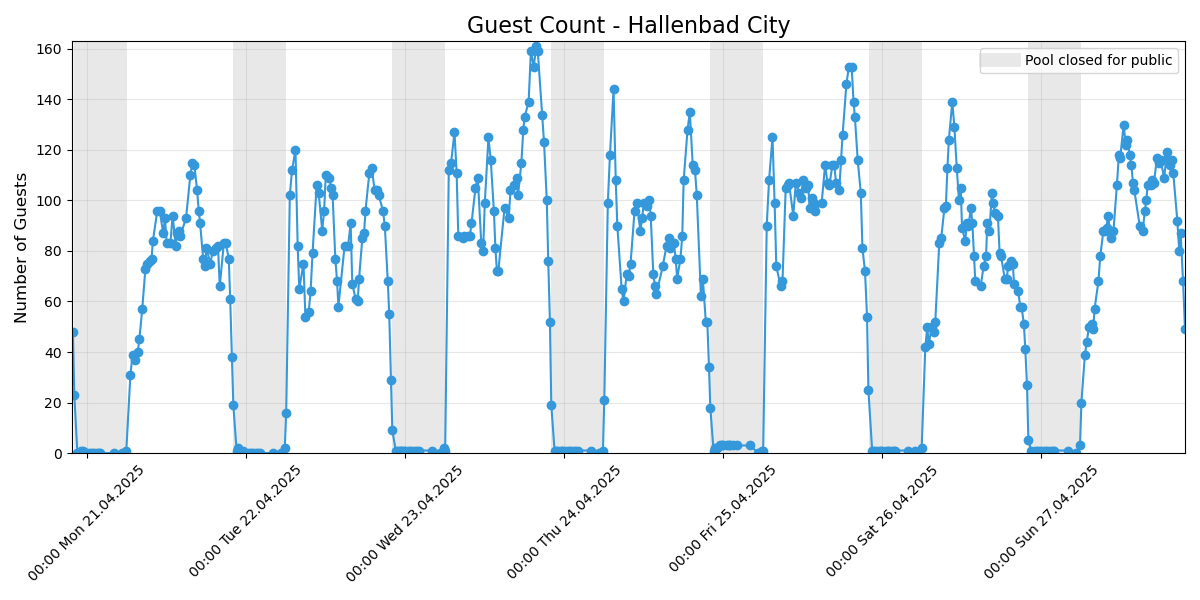 Guest Count - Hallenbad City
Pool closed for public
Number of Guests
160
140
120
100
80
60
40
20
0
00:00 Mon 21.04.2025
00:00 Tue 22.04.2025
00:00 Wed 23.04.2025
00:00 Thu 24.04.2025
00:00 Fri 25.04.2025
00:00 Sat 26.04.2025
00:00 Sun 27.04.2025